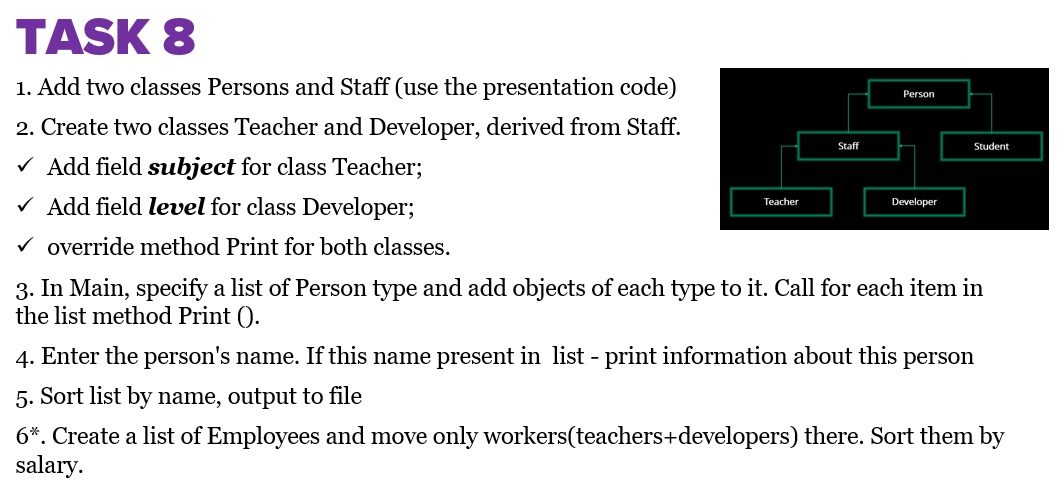 TASK 8
1. Add two classes Persons and Staff (use the presentation code)
2. Create two classes Teacher and Developer, derived from Staff.
✓ Add field subject for class Teacher;
✓ Add field level for class Developer;
✓ override method Print for both classes.
3. In Main, specify a list of Person type and add objects of each type to it. Call for each item in
the list method Print ().
4. Enter the person's name. If this name present in  list - print information about this person
5. Sort list by name, output to file
6*. Create a list of Employees and move only workers(teachers+developers) there. Sort them by
salary.
Person
Staff
Student
Teacher
Developer